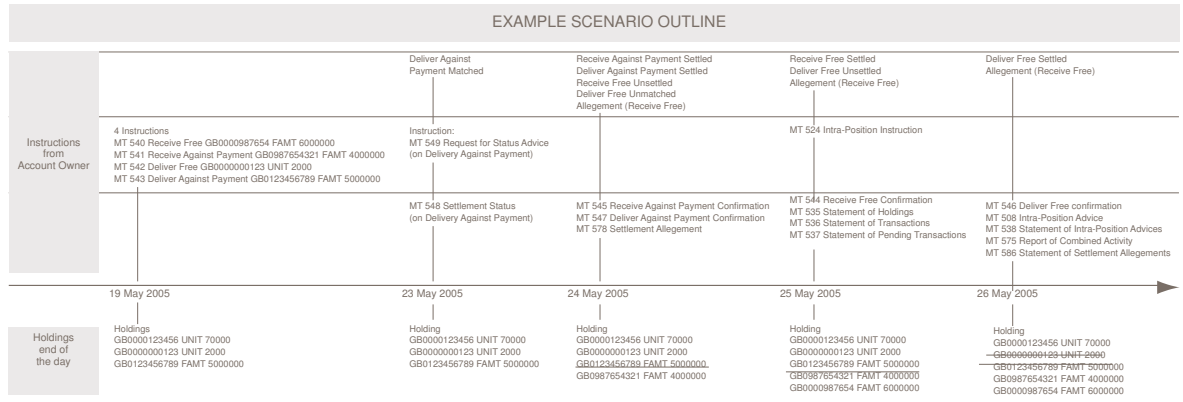 EXAMPLE SCENARIO OUTLINE
Instructions
from
Account Owner
Deliver Against
Payment Matched
Receive Against Payment Settled
Deliver Against Payment Settled
Receive Free Unsettled
Deliver Free Unmatched
Allegement (Receive Free)
Receive Free Settled
Deliver Free Unsettled
Allegement (Receive Free)
Deliver Free Settled
Allegement (Receive Free)
4 Instructions
MT 540 Receive Free GB0000987654 FAMT 6000000
MT 541 Receive Against Payment GB0987654321 FAMT 4000000
MT 542 Deliver Free GB0000000123 UNIT 2000
MT 543 Deliver Against Payment GB0123456789 FAMT 5000000
Instruction:
MT 549 Request for Status Advice
(on Delivery Against Payment)
MT 524 Intra-Position Instruction
MT 548 Settlement Status
(on Delivery Against Payment)
MT 545 Receive Against Payment Confirmation
MT 547 Deliver Against Payment Confirmation
MT 578 Settlement Allegement
MT 544 Receive Free Confirmation
MT 535 Statement of Holdings
MT 536 Statement of Transactions
MT 537 Statement of Pending Transactions
MT 546 Deliver Free confirmation
MT 508 Intra-Position Advice
MT 538 Statement of Intra-Position Advices
MT 575 Report of Combined Activity
MT 586 Statement of Settlement Allegements
19 May 2005
23 May 2005
24 May 2005
25 May 2005
26 May 2005
Holdings
end of
the day
Holdings
GB0000123456 UNIT 70000
GB0000000123 UNIT 2000
GB0123456789 FAMT 5000000
Holding
GB0000123456 UNIT 70000
GB0000000123 UNIT 2000
GB0123456789 FAMT 5000000
Holding
GB0000123456 UNIT 70000
GB0000000123 UNIT 2000
GB0123456789 FAMT 5000000
GB0987654321 FAMT 4000000
Holding
GB0000123456 UNIT 70000
GB0000000123 UNIT 2000
GB0123456789 FAMT 5000000
GB0987654321 FAMT 4000000
GB0000987654 FAMT 6000000
Holding
GB0000123456 UNIT 70000
GB0000000123 UNIT 2000
GB0123456789 FAMT 5000000
GB0987654321 FAMT 4000000
GB0000987654 FAMT 6000000